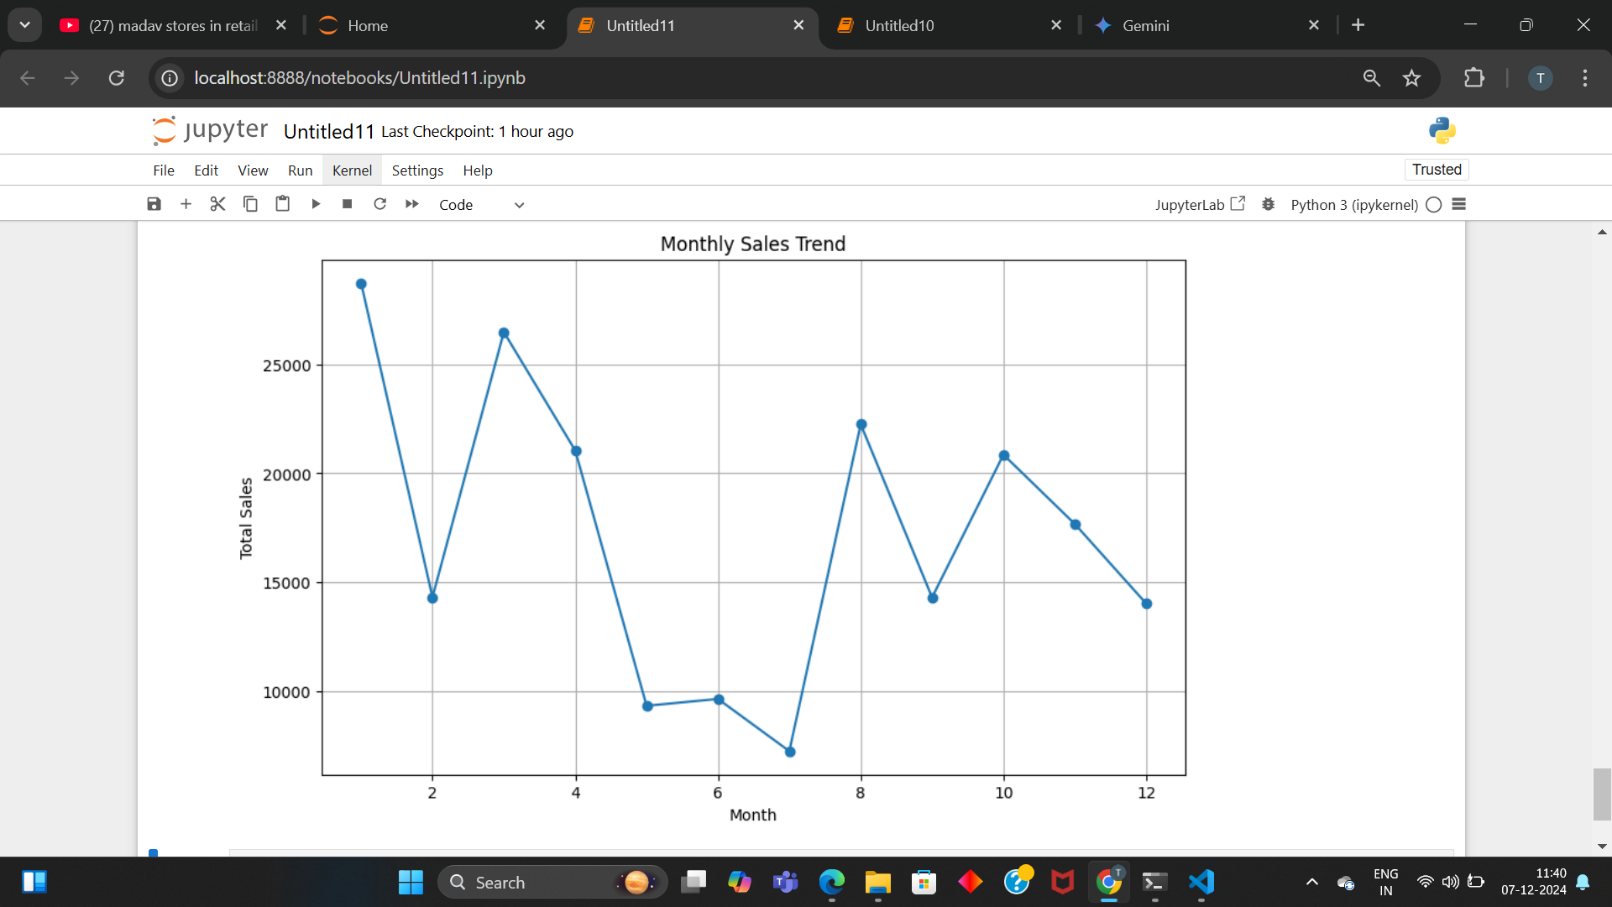 (27) madav stores in retail
Home
Untitled11
Untitled10
Gemini
localhost:8888/notebooks/Untitled11.ipynb
T
jupyter Untitled11 Last Checkpoint: 1 hour ago
File Edit View Run Kernel Settings Help
Trusted
Code
JupyterLab
Python 3 (ipykernel)
Monthly Sales Trend
25000
20000
15000
10000
Total Sales
2 4 6 8 10 12
Month
Search
T
ENG
IN
11:40
07-12-2024